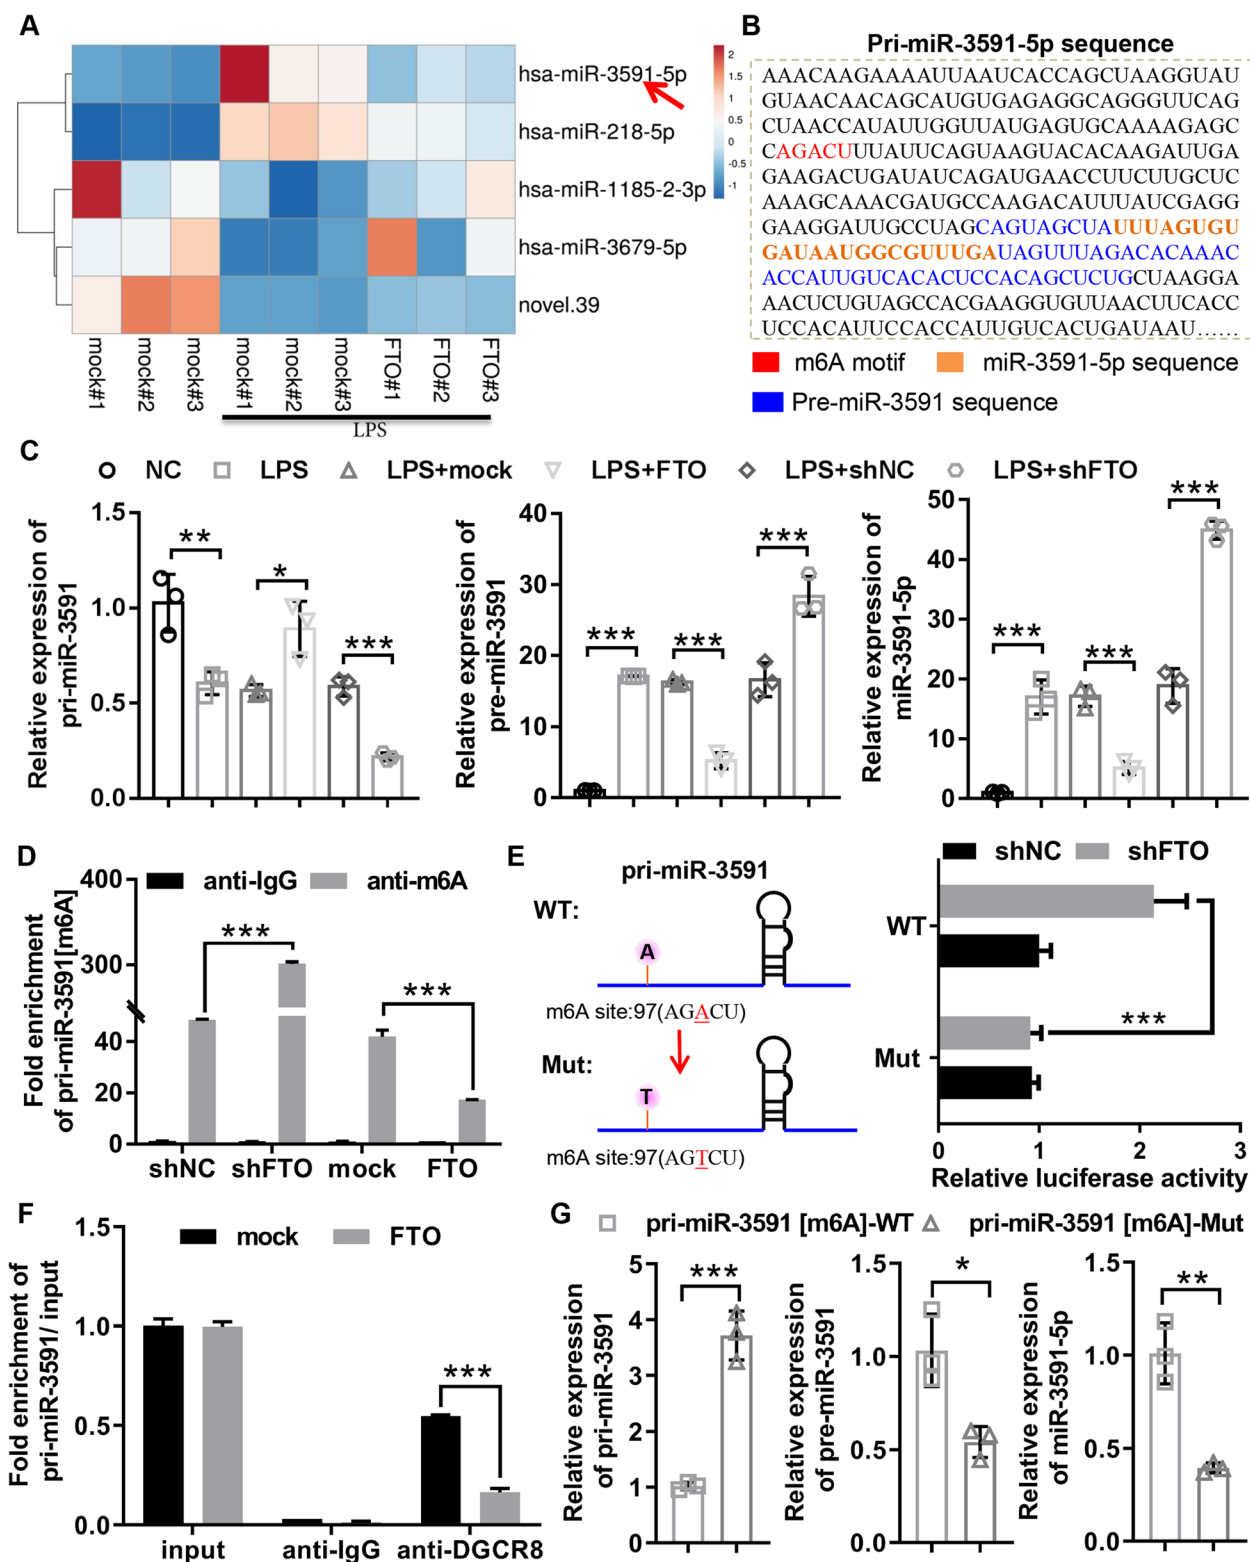 A
hsa-miR-3591-5p
hsa-miR-218-5p
hsa-miR-1185-2-3p
hsa-miR-3679-5p
novel.39
2
1.5
1
0.5
0
-0.5
-1
mock#1
mock#2
mock#3
mock#1
mock#2
mock#3
FTO#1
FTO#2
FTO#3
LPS
B
Pri-miR-3591-5p sequence
AAACAAGAAAAUUAAUCACCAGCUAAGGUAU
GUAACAACAGCAUGUGAGAGGCAGGGUUCAG
CUAACCAUAUUGGUUAUGAGUGCAAAAGAGC
CAGACUUUAUUCAGUAAGUACACAAGAUUGA
GAAGACUGAUAUCAGAUGAACCUUCUUGCUC
AAAGCAAACGAUGCCAAGACAUUUAUCGAGG
GAAGGAUUGCCUAGCAGUAGCUAUUUAGUGU
GAUAAUGGCGUUUGAUAGUUUAGACACAAAC
ACCAUUGUCACACUCCACAGCUCUGCUAAGGA
AACUCUGUAGCCACGAAGGUGUUAACUUCACC
UCCACAUUCCACCAUUGUCACUGAUAAU......
m6A motif
miR-3591-5p sequence
Pre-miR-3591 sequence
C
NC
LPS
LPS+mock
LPS+FTO
LPS+shNC
LPS+shFTO
Relative expression of
pri-miR-3591
1.5
1.0
0.5
0.0
**
*
***
Relative expression of
pre-miR-3591
40
30
20
10
0
***
***
***
Relative expression of
miR-3591-5p
50
40
30
20
10
0
***
***
***
D
anti-IgG
anti-m6A
Fold enrichment
of pri-miR-3591[m6A]
400
300
40
20
0
***
***
shNC
shFTO
mock
FTO
E
pri-miR-3591
WT:
A
m6A site:97(AGACU)
Mut:
T
m6A site:97(AGTCU)
shNC
shFTO
WT
Mut
***
0
1
2
3
Relative luciferase activity
F
mock
FTO
Fold enrichment of
pri-miR-3591/ input
1.5
1.0
0.5
0.0
***
input
anti-IgG
anti-DGCR8
G
pri-miR-3591 [m6A]-WT
pri-miR-3591 [m6A]-Mut
Relative expression
of pri-miR-3591
5
4
3
2
1
0
***
Relative expression
of pre-miR-3591
1.5
1.0
0.5
0.0
*
Relative expression
of miR-3591-5p
1.5
1.0
0.5
0.0
**